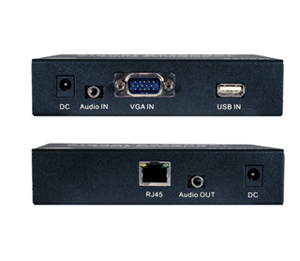 DC Audio IN VGA IN USB IN
RJ45 Audio OUT DC